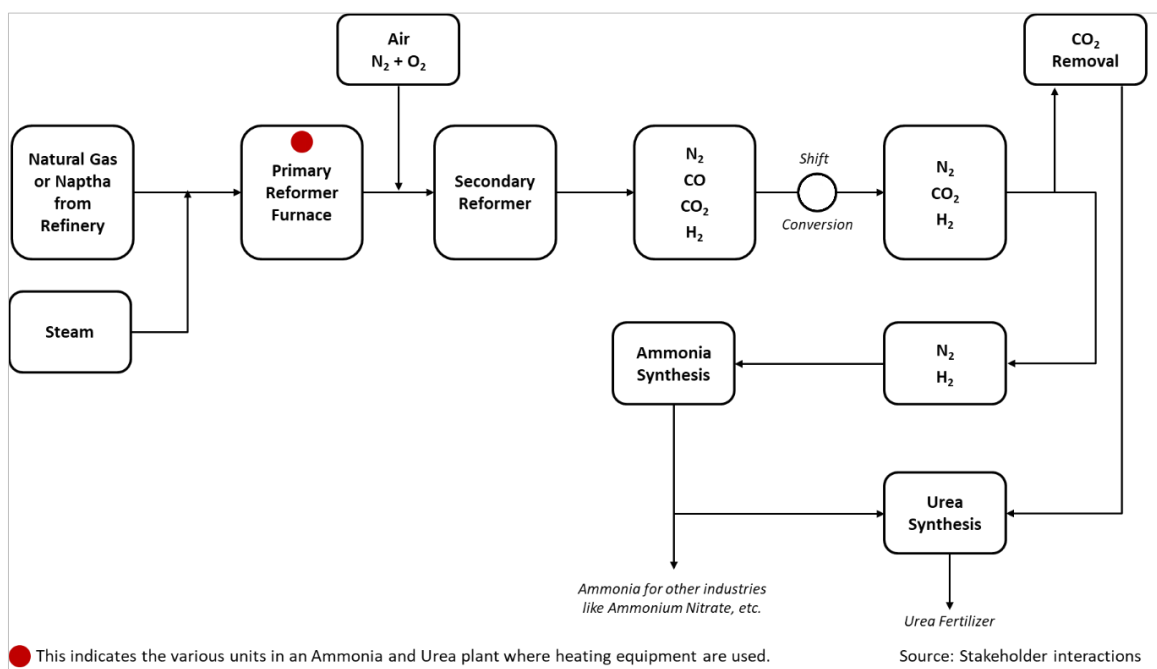 Air
N₂ + O₂
CO₂
Removal
Natural Gas
or Naptha
from
Refinery
Primary
Reformer
Furnace
Secondary
Reformer
N₂
CO
CO₂
H₂
Shift
Conversion
N₂
CO₂
H₂
Steam
Ammonia
Synthesis
N₂
H₂
Urea
Synthesis
Ammonia for other industries
like Ammonium Nitrate, etc.
Urea Fertilizer
This indicates the various units in an Ammonia and Urea plant where heating equipment are used.
Source: Stakeholder interactions